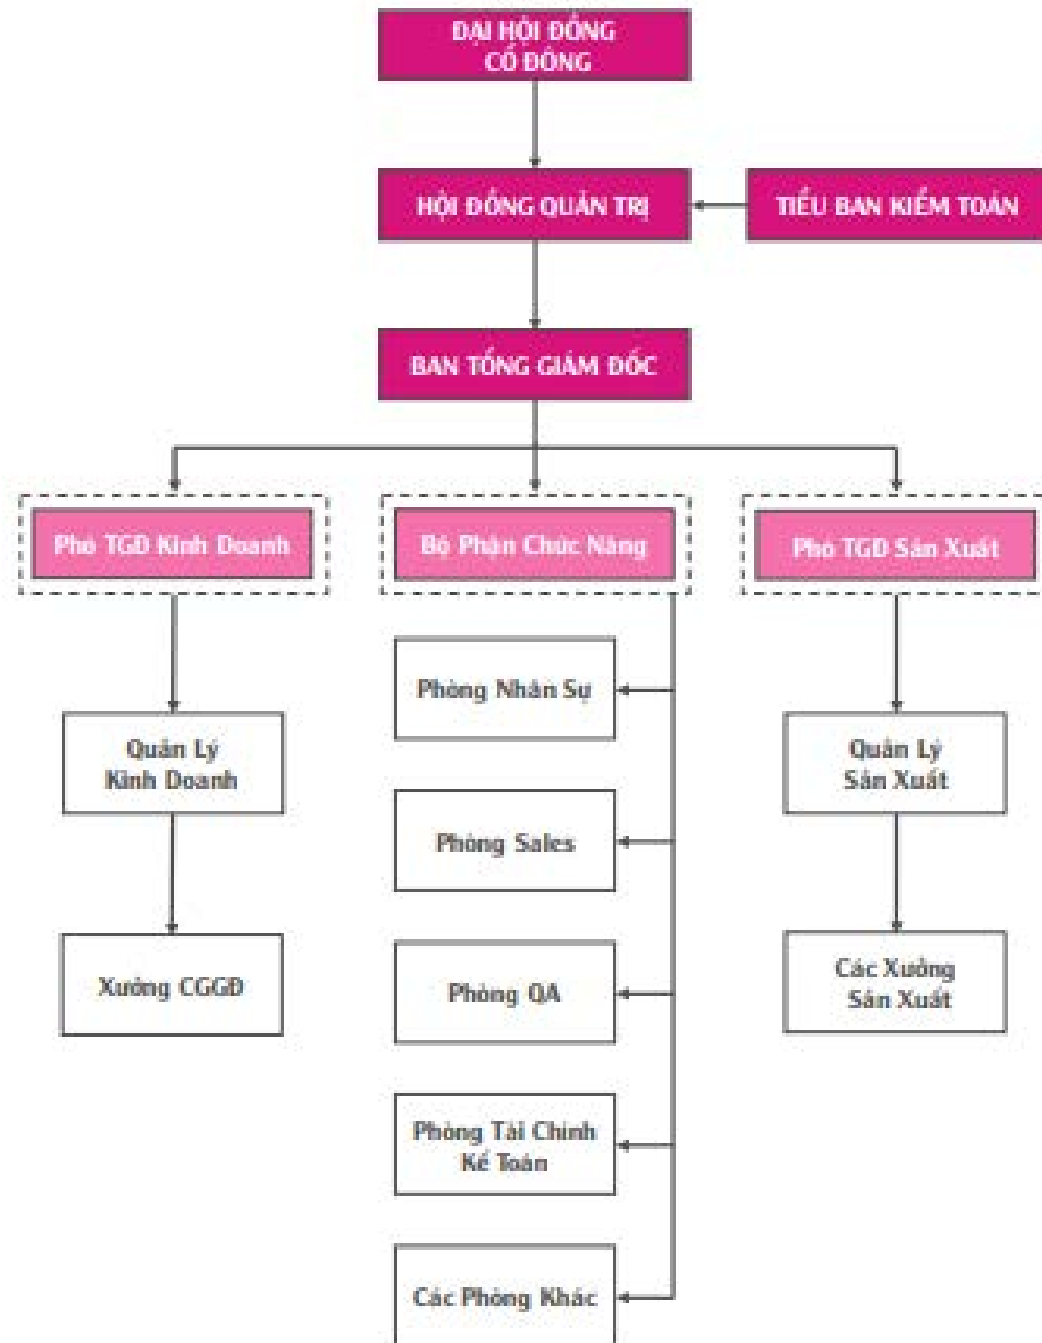 ĐẠI HỘI ĐỒNG
CỔ ĐÔNG
HỘI ĐỒNG QUẢN TRỊ
TIỂU BAN KIỂM TOÁN
BAN TỔNG GIÁM ĐỐC
Phó TGĐ Kinh Doanh
Bộ Phận Chức Năng
Phó TGĐ Sản Xuất
Phòng Nhân Sự
Quản Lý
Kinh Doanh
Quản Lý
Sản Xuất
Phòng Sales
Xưởng CGGĐ
Phòng QA
Các Xưởng
Sản Xuất
Phòng Tài Chính
Kế Toán
Các Phòng Khác